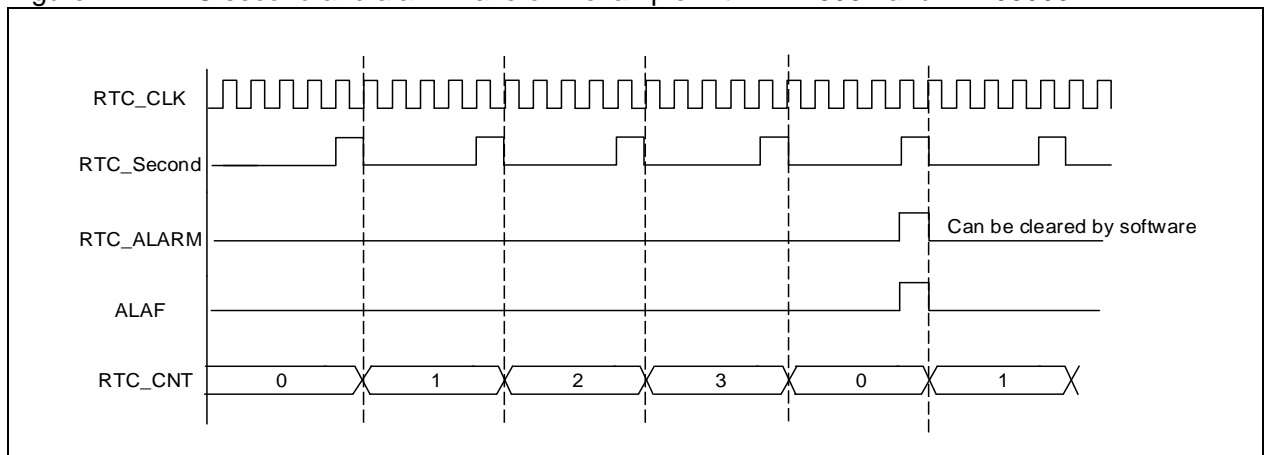 RTC_CLK
RTC_Second
RTC_ALARM
Can be cleared by software
ALAF
RTC_CNT 0 1 2 3 0 1